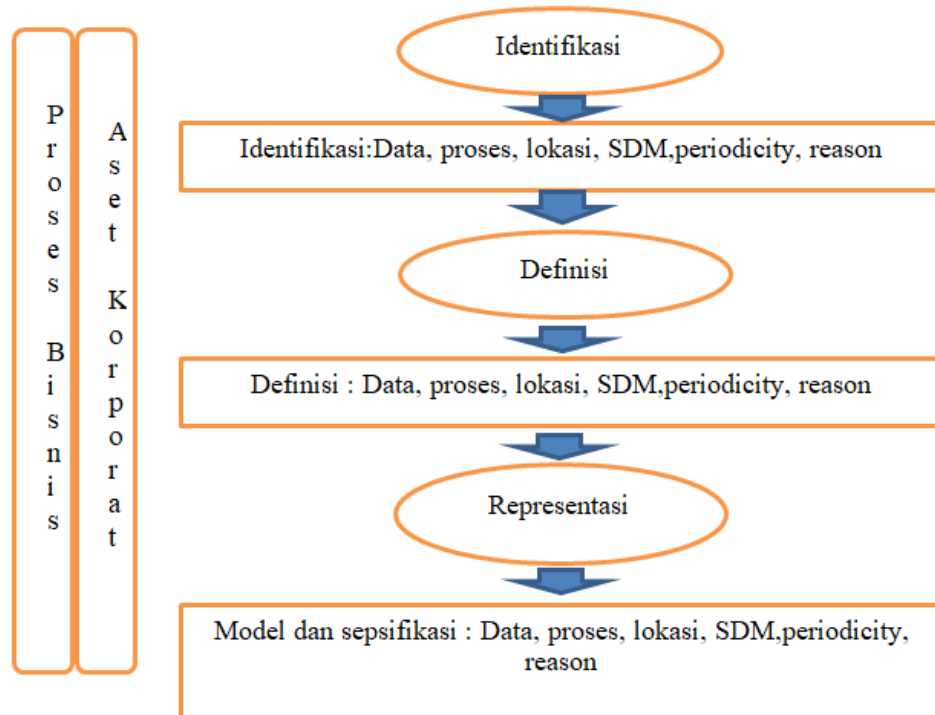 Proses Bisnis
Aset Korporat
Identifikasi
Identifikasi:Data, proses, lokasi, SDM,periodicity, reason
Definisi
Definisi : Data, proses, lokasi, SDM,periodicity, reason
Representasi
Model dan sepsifikasi : Data, proses, lokasi, SDM,periodicity,
reason